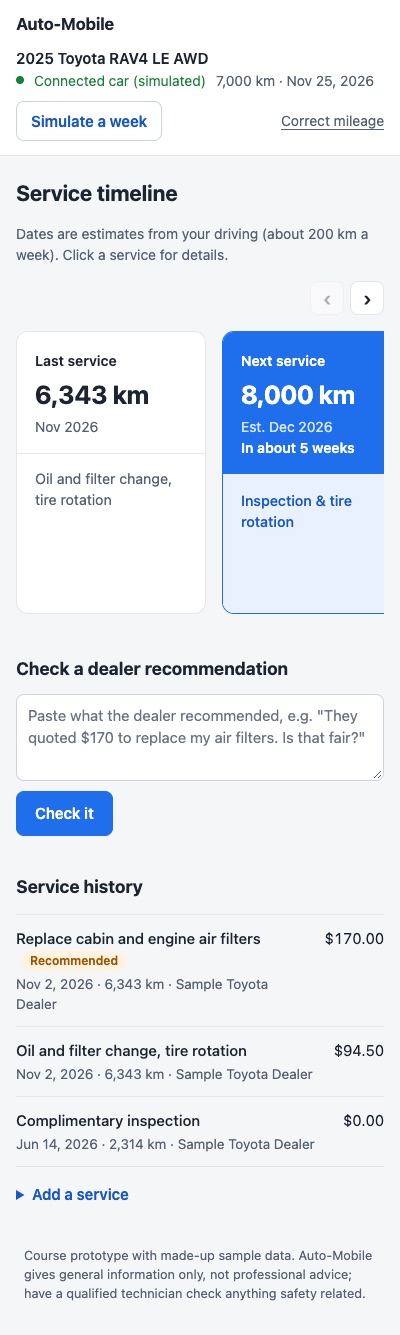 Auto-Mobile
2025 Toyota RAV4 LE AWD
Connected car (simulated) 7,000 km · Nov 25, 2026
Simulate a week
Correct mileage
Service timeline
Dates are estimates from your driving (about 200 km a
week). Click a service for details.
‹ ›
Last service
6,343 km
Nov 2026
Oil and filter change,
tire rotation
Next service
8,000 km
Est. Dec 2026
In about 5 weeks
Inspection & tire
rotation
Check a dealer recommendation
Paste what the dealer recommended, e.g. "They
quoted $170 to replace my air filters. Is that fair?"
Check it
Service history
Replace cabin and engine air filters $170.00
Recommended
Nov 2, 2026 · 6,343 km · Sample Toyota
Dealer
Oil and filter change, tire rotation $94.50
Nov 2, 2026 · 6,343 km · Sample Toyota Dealer
Complimentary inspection $0.00
Jun 14, 2026 · 2,314 km · Sample Toyota Dealer
Add a service
Course prototype with made-up sample data. Auto-Mobile
gives general information only, not professional advice;
have a qualified technician check anything safety related.